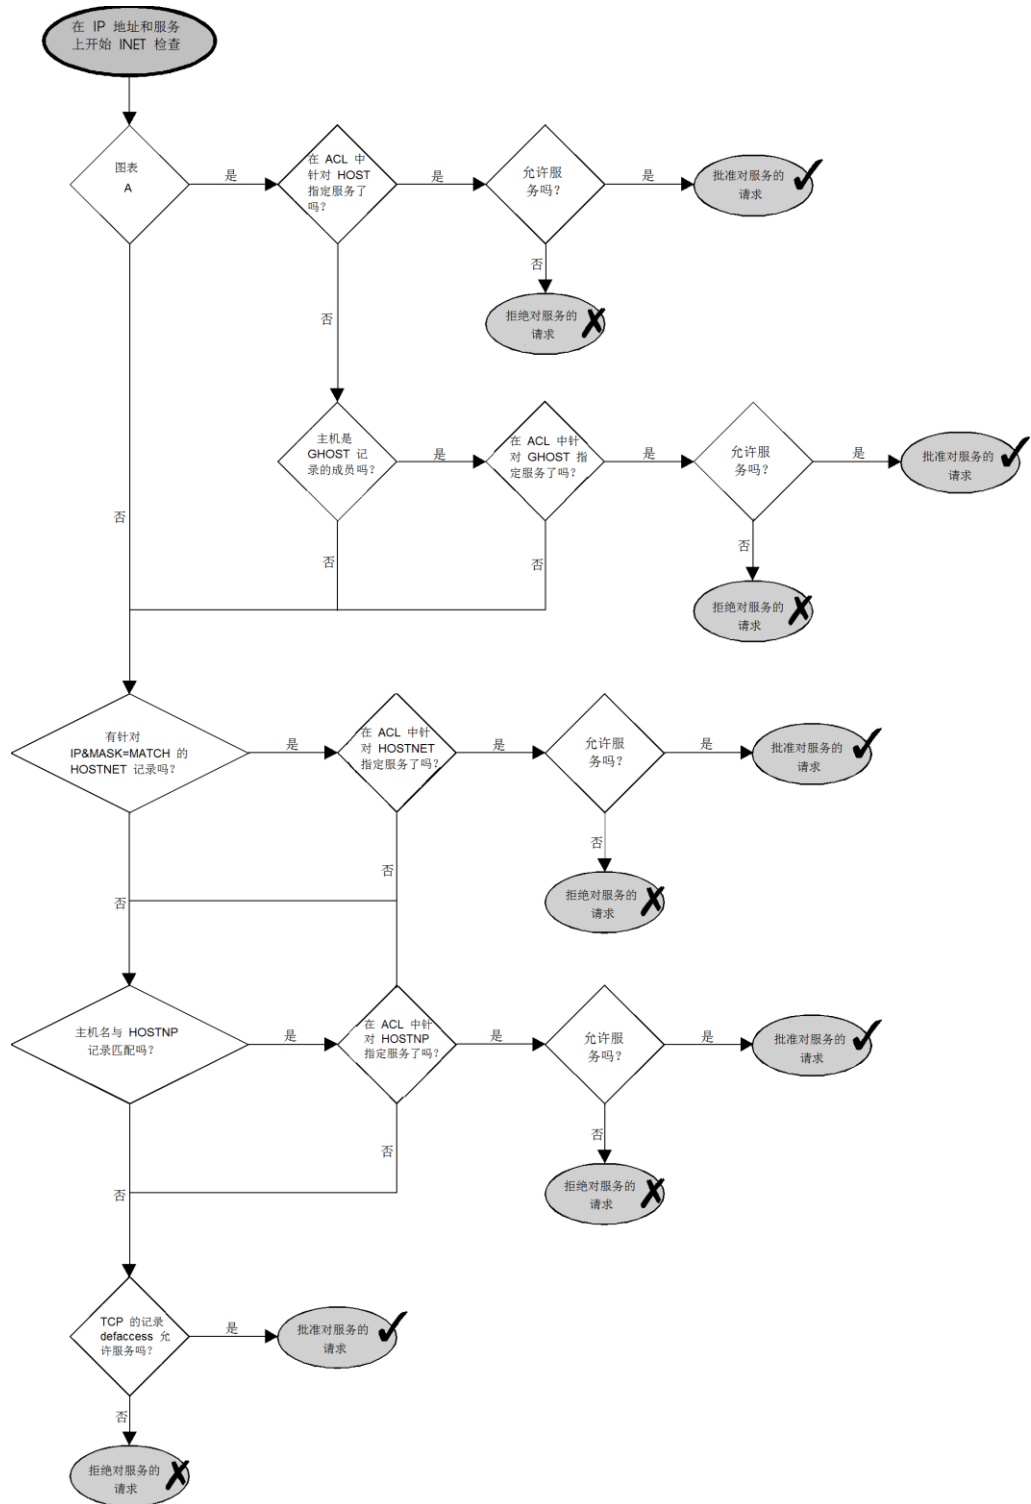 在 IP 地址和服务
上开始 INET 检查
图表
A
是
在 ACL 中
针对 HOST
指定服务了
吗？
是
允许服
务吗？
是
批准对服务的
请求
否
拒绝对服务的
请求
否
主机是
GHOST 记
录的成员吗？
是
在 ACL 中针
对 GHOST 指
定服务了吗？
是
允许服
务吗？
是
批准对服务的
请求
否
否
否
否
拒绝对服务的
请求
有针对
IP&MASK=MATCH 的
HOSTNET 记录吗？
是
在 ACL 中针
对 HOSTNET
指定服务了吗？
是
允许服
务吗？
是
批准对服务的
请求
否
否
否
拒绝对服务的
请求
主机名与 HOSTNP
记录匹配吗？
是
在 ACL 中针
对 HOSTNP
指定服务了吗？
是
允许服
务吗？
是
批准对服务的
请求
否
否
否
拒绝对服务的
请求
TCP 的记录
defaccess 允
许服务吗？
是
批准对服务的
请求
否
拒绝对服务的
请求